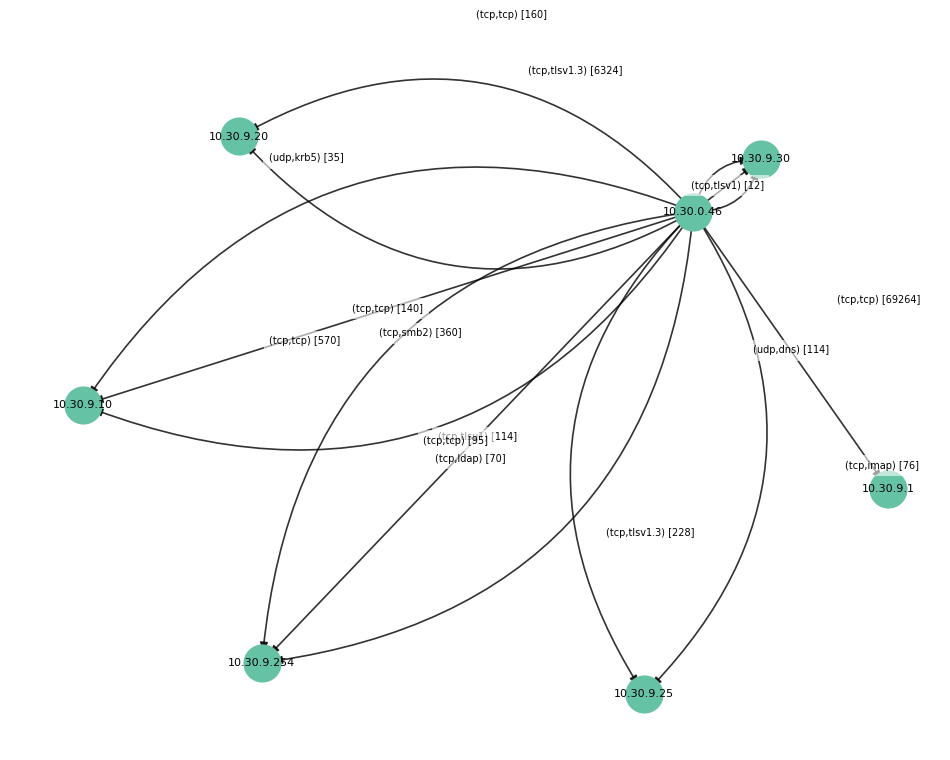 (tcp,tcp) [160]
(tcp,tlsv1.3) [6324]
10.30.9.20
(udp,krb5) [35]
10.30.9.30
(tcp,tlsv1) [12]
10.30.0.46
(tcp,tcp) [69264]
(tcp,tcp) [140]
(tcp,smb2) [360]
(tcp,tcp) [570]
(udp,dns) [114]
10.30.9.10
(tcp,tlsv1) [114]
(tcp,tcp) [95]
(tcp,ldap) [70]
(tcp,imap) [76]
10.30.9.1
(tcp,tlsv1.3) [228]
10.30.9.254
10.30.9.25